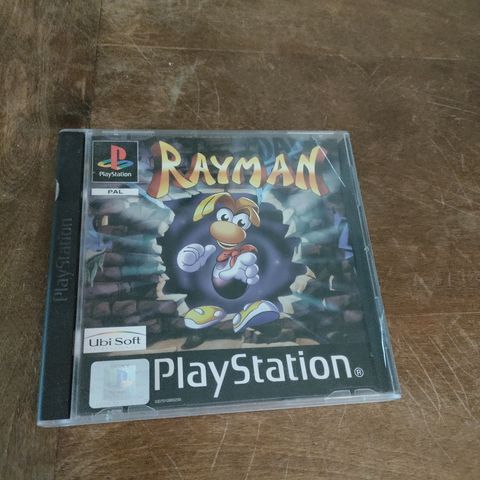 PlayStation
PAL
RAYMAN
PlayStation
Ubi Soft
PlayStation®